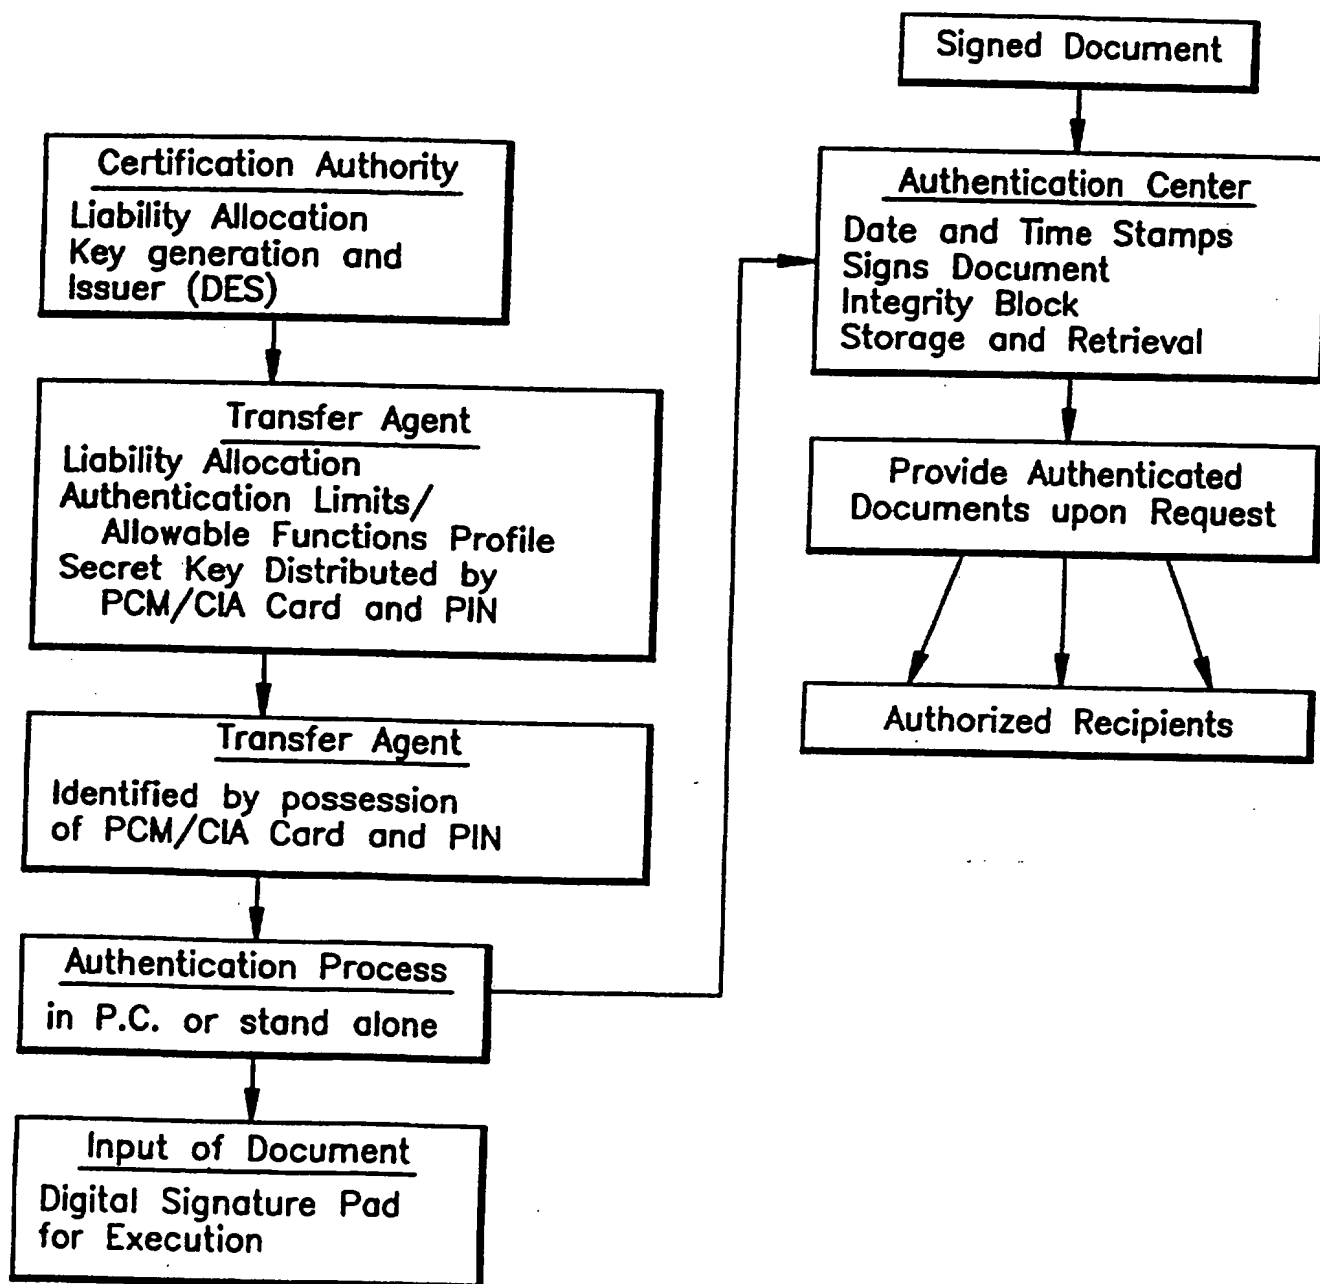 Certification Authority
Liability Allocation
Key generation and
Issuer (DES)
Transfer Agent
Liability Allocation
Authentication Limits/
Allowable Functions Profile
Secret Key Distributed by
PCM/CIA Card and PIN
Transfer Agent
Identified by possession
of PCM/CIA Card and PIN
Authentication Process
in P.C. or stand alone
Input of Document
Digital Signature Pad
for Execution
Signed Document
Authentication Center
Date and Time Stamps
Signs Document
Integrity Block
Storage and Retrieval
Provide Authenticated
Documents upon Request
Authorized Recipients